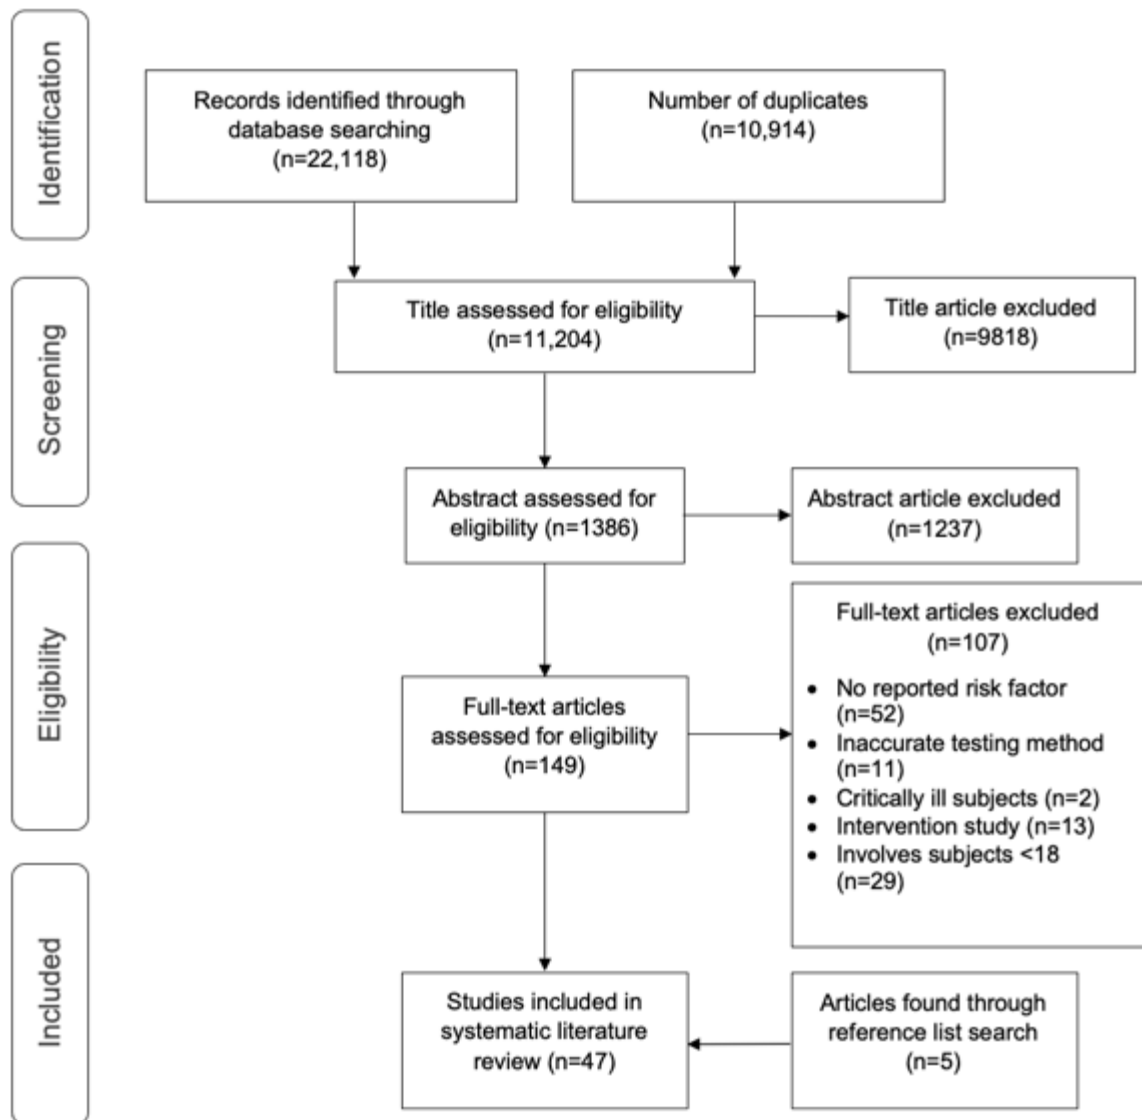 Identification
Records identified through
database searching
(n=22,118)
Number of duplicates
(n=10,914)
Screening
Title assessed for eligibility
(n=11,204)
Title article excluded
(n=9818)
Abstract assessed for
eligibility (n=1386)
Abstract article excluded
(n=1237)
Eligibility
Full-text articles
assessed for eligibility
(n=149)
Full-text articles excluded
(n=107)
• No reported risk factor
(n=52)
• Inaccurate testing method
(n=11)
• Critically ill subjects (n=2)
• Intervention study (n=13)
• Involves subjects <18
(n=29)
Included
Studies included in
systematic literature
review (n=47)
Articles found through
reference list search
(n=5)